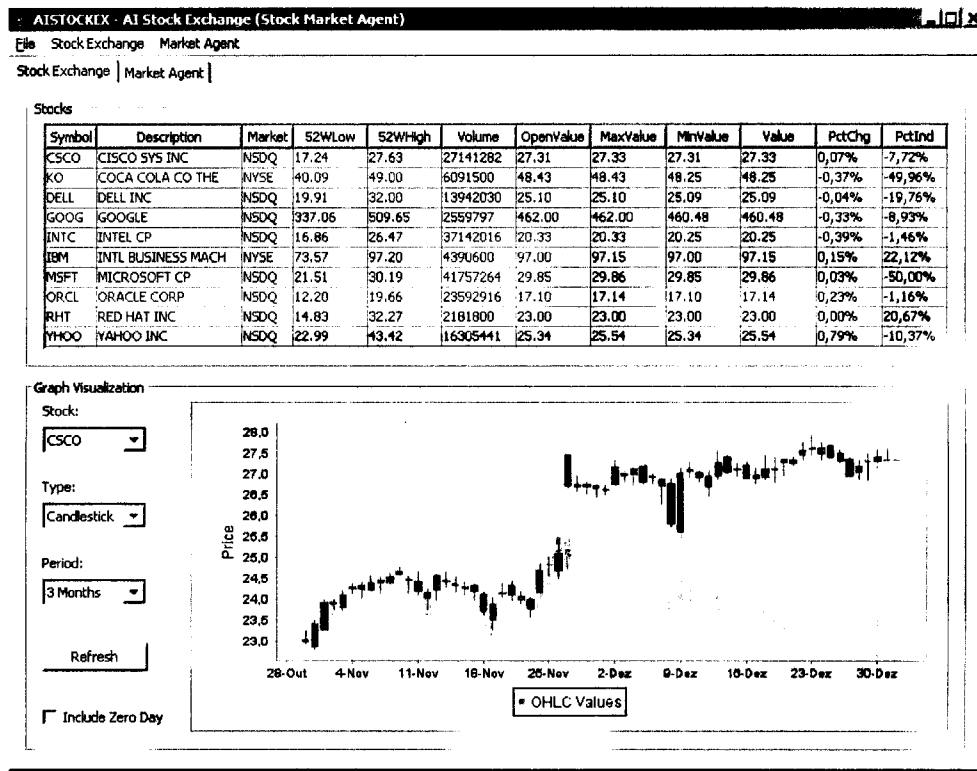 AISTOCKEX - AI Stock Exchange (Stock Market Agent)
File Stock Exchange Market Agent
Stock Exchange Market Agent
Stocks
Symbol Description Market 52WLow 52WHigh Volume OpenValue MaxValue MinValue Value PctChg PctInd
CSCO CISCO SYS INC NSDQ 17.24 27.63 27141282 27.31 27.33 27.31 27.33 0,07% -7,72%
KO COCA COLA CO THE NYSE 40.09 49.00 6091500 48.43 48.43 48.25 48.25 -0,37% -49,96%
DELL DELL INC NSDQ 19.91 32.00 13942030 25.10 25.10 25.09 25.09 -0,04% -19,76%
GOOG GOOGLE NSDQ 337.06 509.65 2559797 462.00 462.00 460.48 460.48 -0,33% -8,93%
INTC INTEL CP NSDQ 16.86 26.47 37142016 20.33 20.33 20.25 20.25 -0,39% -1,46%
IBM INTL BUSINESS MACH NYSE 73.57 97.20 4390600 97.00 97.15 97.00 97.15 0,15% 22,12%
MSFT MICROSOFT CP NSDQ 21.51 30.19 41757264 29.85 29.86 29.85 29.86 0,03% -50,00%
ORCL ORACLE CORP NSDQ 12.20 19.66 23592916 17.10 17.14 17.10 17.14 0,23% -1,16%
RHT RED HAT INC NSDQ 14.83 32.27 2181800 23.00 23.00 23.00 23.00 0,00% 20,67%
YHOO YAHOO INC NSDQ 22.99 43.42 16305441 25.34 25.54 25.34 25.54 0,79% -10,37%
Graph Visualization
Stock:
CSCO
Type:
Candlestick
Period:
3 Months
Refresh
Include Zero Day
Price
28,0
27,5
27,0
26,5
26,0
25,5
25,0
24,5
24,0
23,5
23,0
28-Out 4-Nov 11-Nov 18-Nov 25-Nov 2-Dez 9-Dez 16-Dez 23-Dez 30-Dez
OHLC Values